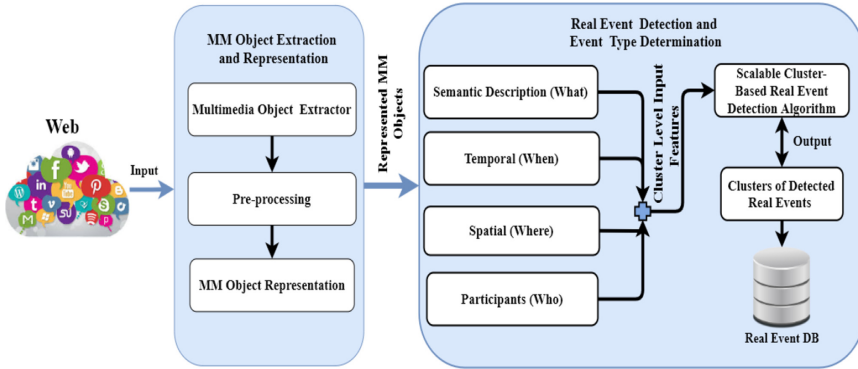 Web
Input
MM Object Extraction
and Representation
Multimedia Object Extractor
Pre-processing
MM Object Representation
Represented MM
Objects
Real Event Detection and
Event Type Determination
Semantic Description (What)
Temporal (When)
Spatial (Where)
Participants (Who)
Cluster Level Input
Features
Scalable Cluster-
Based Real Event
Detection Algorithm
Output
Clusters of Detected
Real Events
Real Event DB